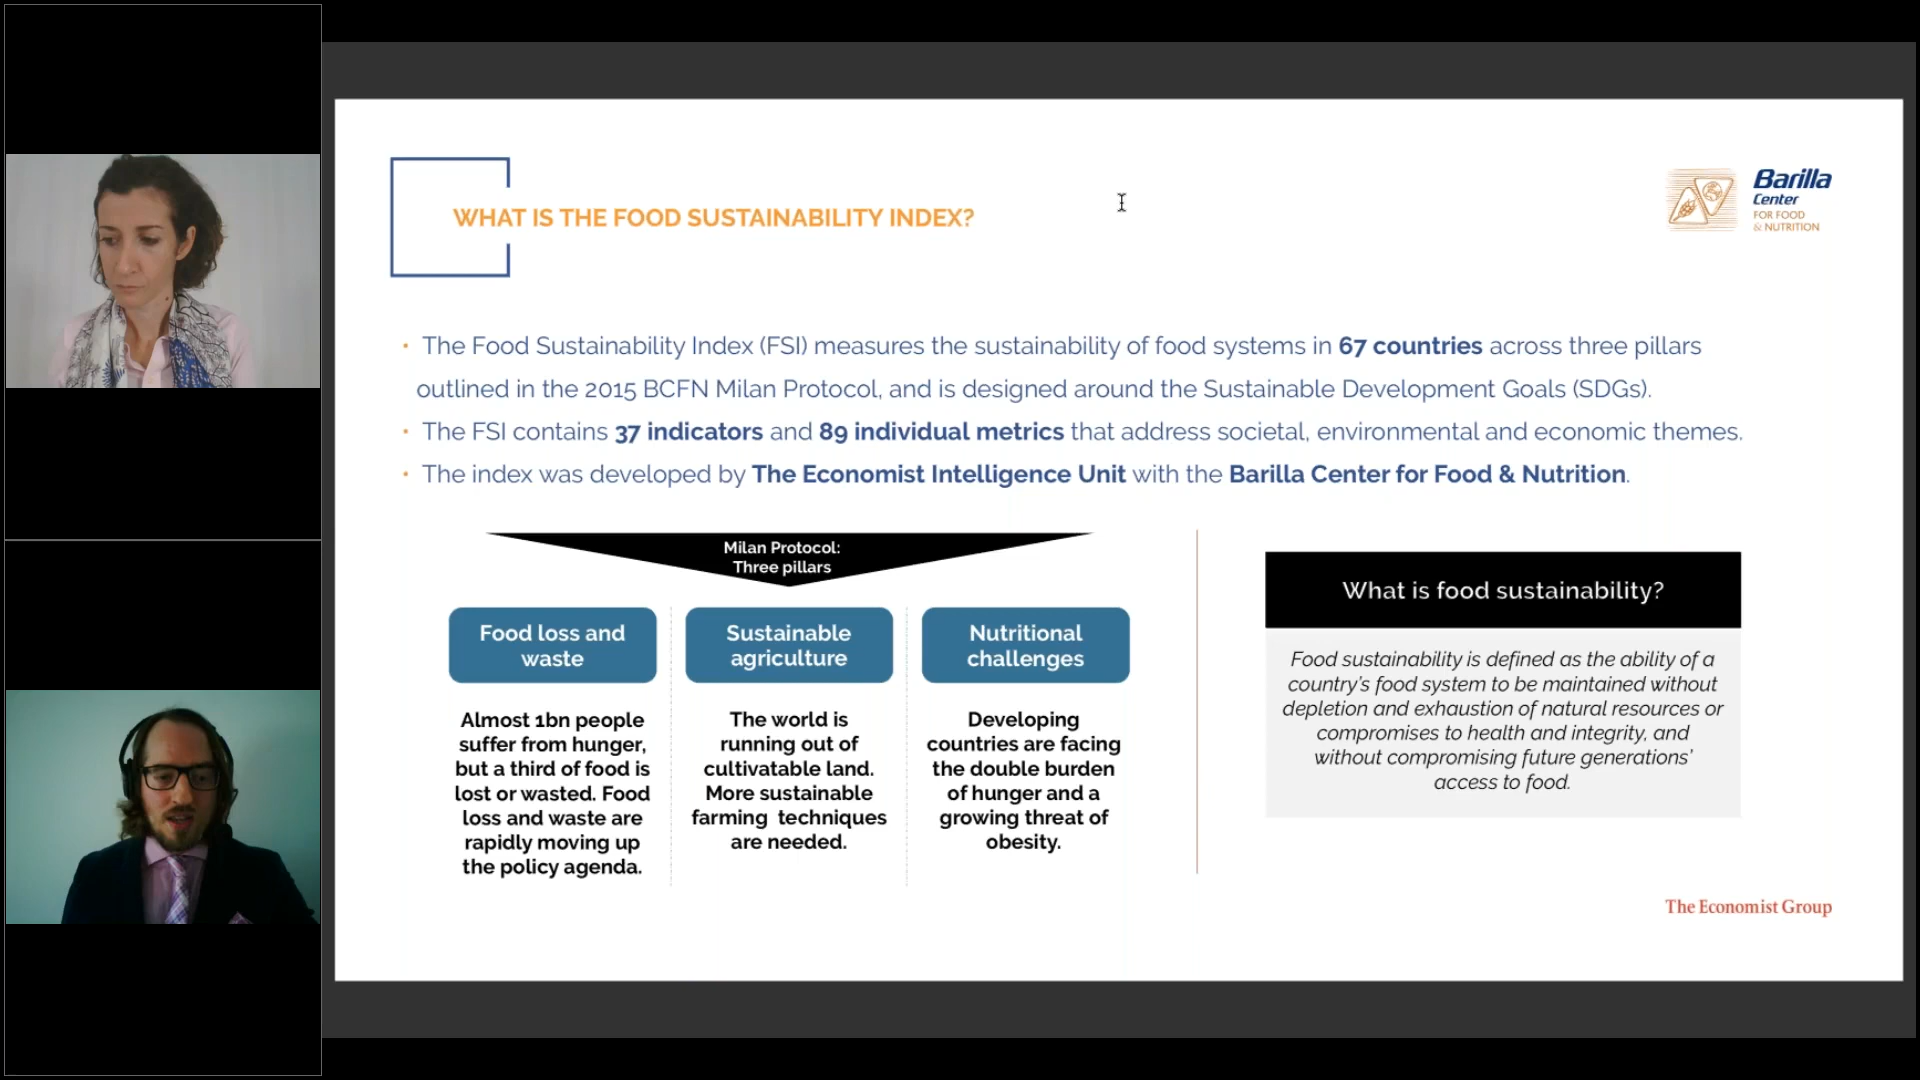 WHAT IS THE FOOD SUSTAINABILITY INDEX?
Barilla
Center
FOR FOOD
& NUTRITION
• The Food Sustainability Index (FSI) measures the sustainability of food systems in 67 countries across three pillars
outlined in the 2015 BCFN Milan Protocol, and is designed around the Sustainable Development Goals (SDGs).
• The FSI contains 37 indicators and 89 individual metrics that address societal, environmental and economic themes.
• The index was developed by The Economist Intelligence Unit with the Barilla Center for Food & Nutrition.
Milan Protocol:
Three pillars
Food loss and
waste
Almost 1bn people
suffer from hunger,
but a third of food is
lost or wasted. Food
loss and waste are
rapidly moving up
the policy agenda.
Sustainable
agriculture
The world is
running out of
cultivatable land.
More sustainable
farming techniques
are needed.
Nutritional
challenges
Developing
countries are facing
the double burden
of hunger and a
growing threat of
obesity.
What is food sustainability?
Food sustainability is defined as the ability of a
country's food system to be maintained without
depletion and exhaustion of natural resources or
compromises to health and integrity, and
without compromising future generations'
access to food.
The Economist Group